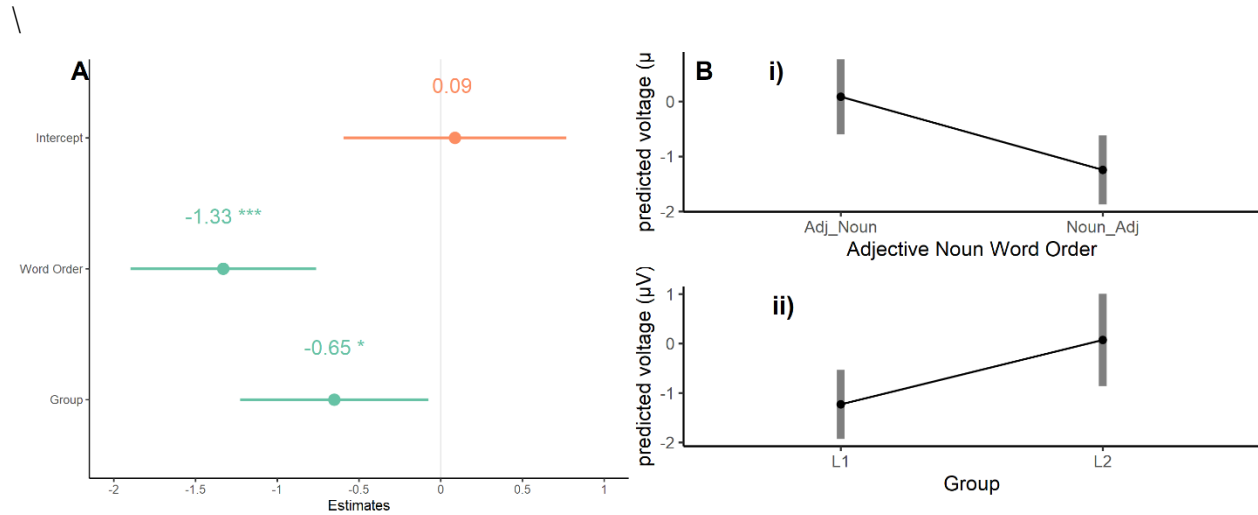 \
A
0.09
Intercept
-1.33 ***
Word Order
-0.65 *
Group
-2 -1.5 -1 -0.5 0 0.5 1
Estimates
B i)
predicted voltage (µ
0
-1
-2
Adj_Noun Noun_Adj
Adjective Noun Word Order
ii)
predicted voltage (µV)
1
0
-1
-2
L1 L2
Group